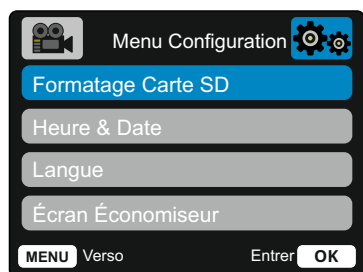 Menu Configuration
Formatage Carte SD
Heure & Date
Langue
Écran Économiseur
MENU Verso Entrer OK